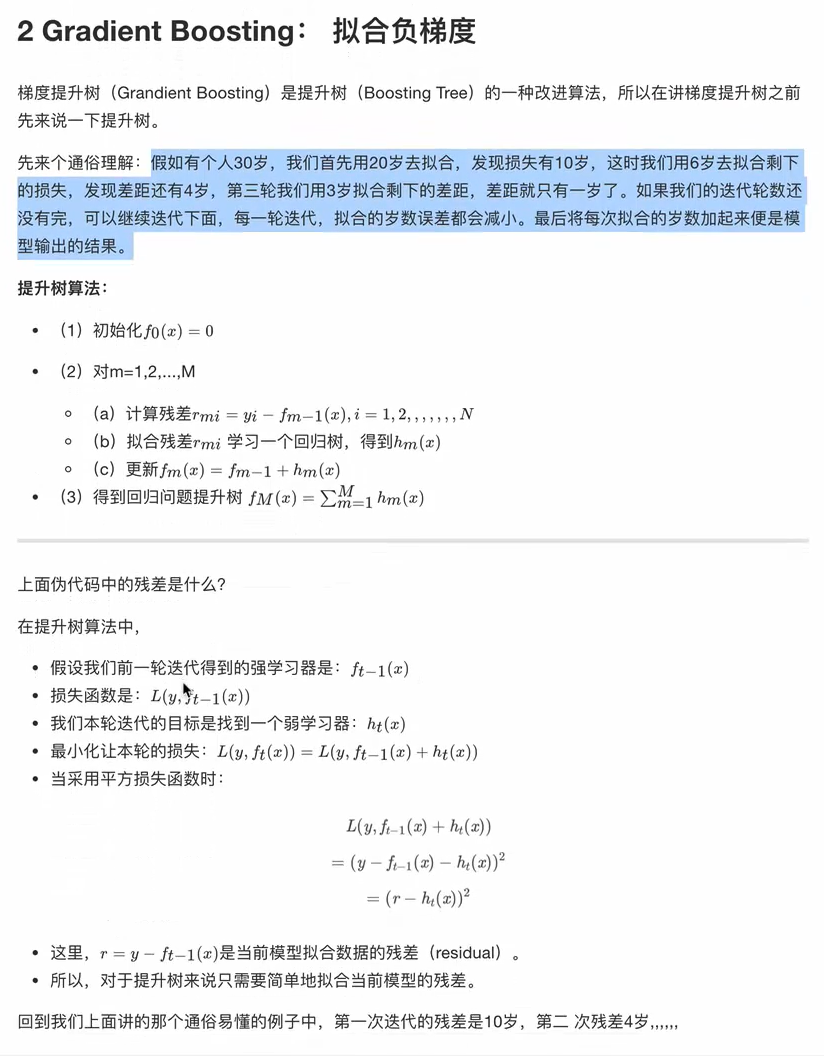 2 Gradient Boosting： 拟合负梯度
梯度提升树（Grandient Boosting）是提升树（Boosting Tree）的一种改进算法，所以在讲梯度提升树之前
先来说一下提升树。
先来个通俗理解：假如有个人30岁，我们首先用20岁去拟合，发现损失有10岁，这时我们用6岁去拟合剩下
的损失，发现差距还有4岁，第三轮我们用3岁拟合剩下的差距，差距就只有一岁了。如果我们的迭代轮数还
没有完，可以继续迭代下面，每一轮迭代，拟合的岁数误差都会减小。最后将每次拟合的岁数加起来便是模
型输出的结果。
提升树算法：
• （1）初始化f_0(x) = 0
• （2）对m=1,2,...,M
○ （a）计算残差r_{mi} = y_i − f_{m−1}(x), i = 1, 2, , , , , , , N
○ （b）拟合残差r_{mi} 学习一个回归树，得到h_m(x)
○ （c）更新f_m(x) = f_{m−1} + h_m(x)
• （3）得到回归问题提升树 f_M(x) = ∑_{m=1}^{M} h_m(x)
上面伪代码中的残差是什么？
在提升树算法中，
• 假设我们前一轮迭代得到的强学习器是：f_{t−1}(x)
• 损失函数是：L(y, f_{t−1}(x))
• 我们本轮迭代的目标是找到一个弱学习器：h_t(x)
• 最小化让本轮的损失：L(y, f_t(x)) = L(y, f_{t−1}(x) + h_t(x))
• 当采用平方损失函数时：
L(y, f_{t−1}(x) + h_t(x))
= (y − f_{t−1}(x) − h_t(x))^2
= (r − h_t(x))^2
• 这里，r = y − f_{t−1}(x)是当前模型拟合数据的残差（residual）。
• 所以，对于提升树来说只需要简单地拟合当前模型的残差。
回到我们上面讲的那个通俗易懂的例子中，第一次迭代的残差是10岁，第二 次残差4岁,,,,,,